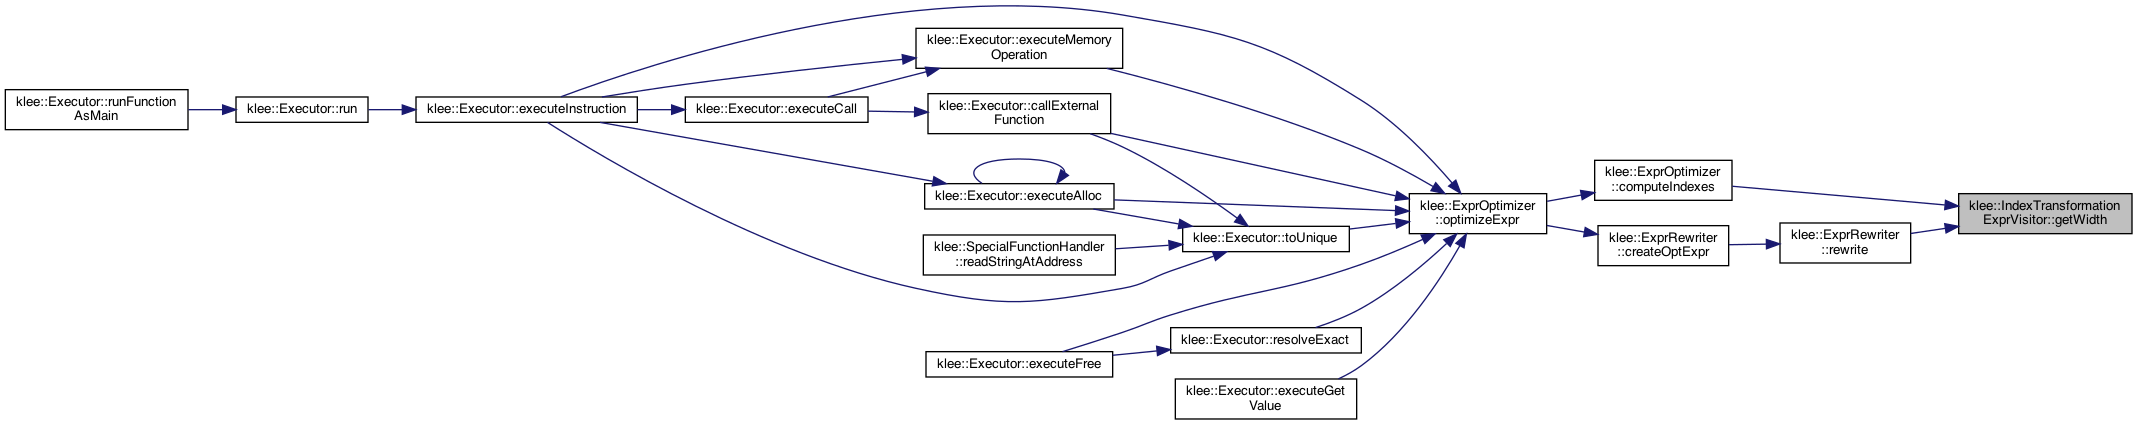 klee::Executor::runFunction
AsMain
klee::Executor::run
klee::Executor::executeInstruction
klee::Executor::executeMemory
Operation
klee::Executor::executeCall
klee::Executor::callExternal
Function
klee::Executor::executeAlloc
klee::SpecialFunctionHandler
::readStringAtAddress
klee::Executor::toUnique
klee::Executor::executeFree
klee::Executor::resolveExact
klee::Executor::executeGet
Value
klee::ExprOptimizer
::optimizeExpr
klee::ExprOptimizer
::computeIndexes
klee::ExprRewriter
::createOptExpr
klee::ExprRewriter
::rewrite
klee::IndexTransformation
ExprVisitor::getWidth